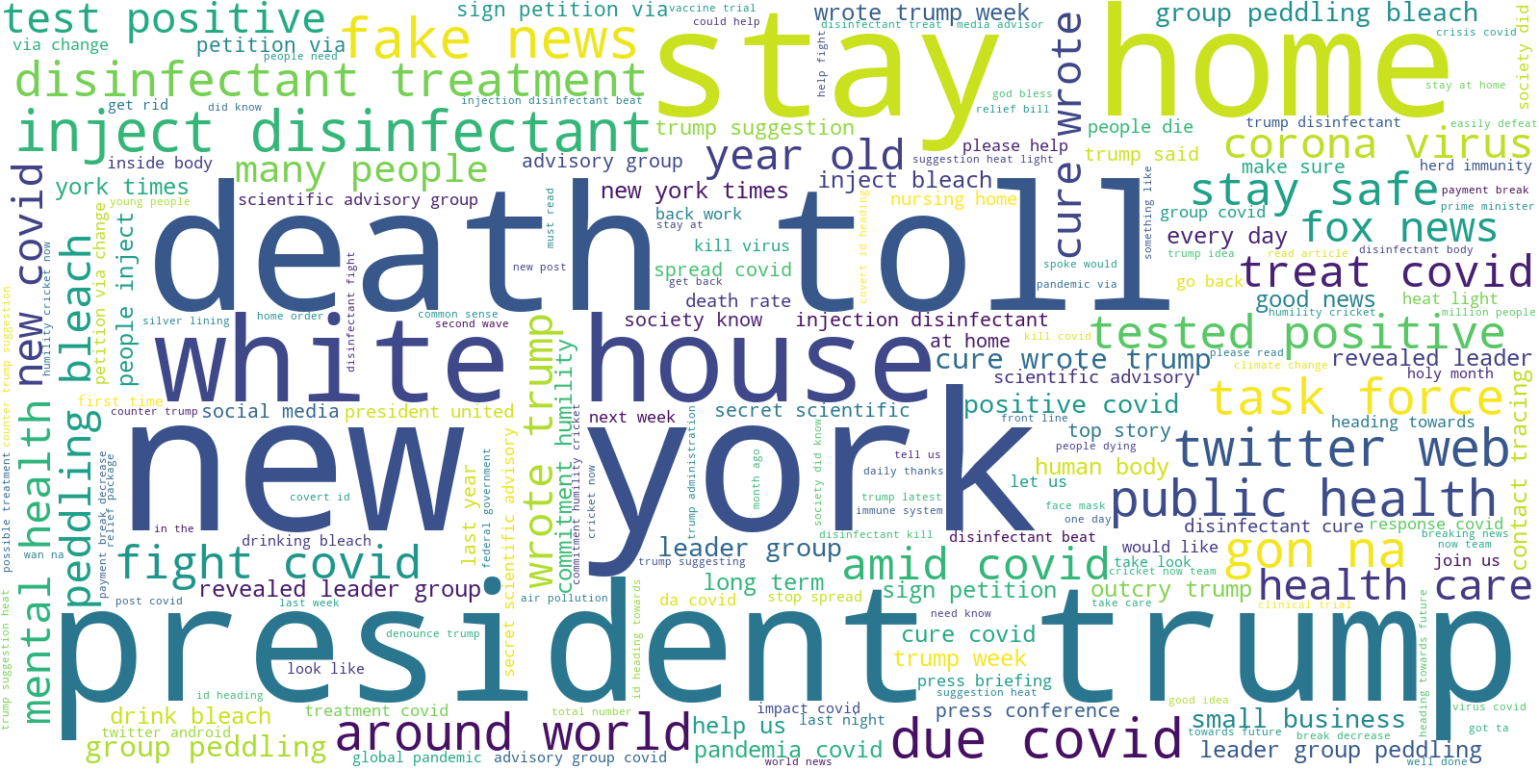 test positive
sign petition via
vaccine trial
could help
wrote trump week
disinfectant treat
media advisor
group peddling bleach
crisis covid
via change
petition via
people need
fake news
stay home
help fight
cure wrote
society did
disinfectant treatment
get rid
did know
injection disinfectant beat
god bless
relief bill
stay at home
inject disinfectant
trump suggestion
people die
trump disinfectant
easily defeat
corona virus
inside body
many people
advisory group
year old
suggestion heat light
please help
trump said
make sure
herd immunity
new covid
york times
young people
scientific advisory group
new york times
inject bleach
nursing home
stay safe
payment break
prime minister
petition via change
people inject
must read
back work
stay at
something like
group covid
every day
fox news
death toll
kill virus
covert id heading
spoke would
trump idea
read article
disinfectant body
humility cricket now
peddling bleach
new post
spread covid
get back
pandemic via
go back
treat covid
death rate
good news
heat light
humility cricket
million people
counter trump suggestion
silver lining
home order
disinfectant fight
common sense
second wave
society know
injection disinfectant
at home
kill covid
tested positive
white house
wrote trump
commitment humility
cure wrote trump
please read
revealed leader
climate change
holy month
scientific advisory
first time
counter trump
social media
president united
next week
secret scientific
positive covid
front line
task force
heading towards
contact tracing
new york
mental health
possible treatment
wan na
payment break decrease
relief package
covert id
in the
last year
federal government
secret scientific advisory
commitment humility cricket
cricket now
trump administration
month ago
society did know
tell us
daily thanks
trump latest
immune system
top story
people dying
human body
let us
face mask
one day
twitter web
public health
drinking bleach
disinfectant kill
disinfectant beat
disinfectant cure
response covid
breaking news
now team
fight covid
trump suggesting
leader group
amid covid
would like
take look
cricket now team
gon na
join us
revealed leader group
air pollution
long term
sign petition
outcry trump
health care
trump suggestion heat
post covid
last week
da covid
stop spread
need know
take care
clinical trial
president trump
denounce trump
look like
id heading towards
cure covid
trump week
heading towards future
id heading
press briefing
suggestion heat
good idea
virus covid
drink bleach
treatment covid
total number
impact covid
press conference
small business
got ta
twitter android
around world
help us
last night
due covid
towards future
break decrease
group peddling
global pandemic
advisory group covid
pandemia covid
world news
leader group peddling
well done